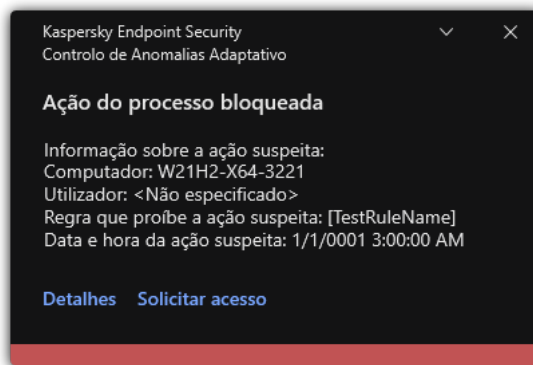 Kaspersky Endpoint Security
Controlo de Anomalias Adaptativo
Ação do processo bloqueada
Informação sobre a ação suspeita:
Computador: W21H2-X64-3221
Utilizador: <Não especificado>
Regra que proíbe a ação suspeita: [TestRuleName]
Data e hora da ação suspeita: 1/1/0001 3:00:00 AM
Detalhes Solicitar acesso